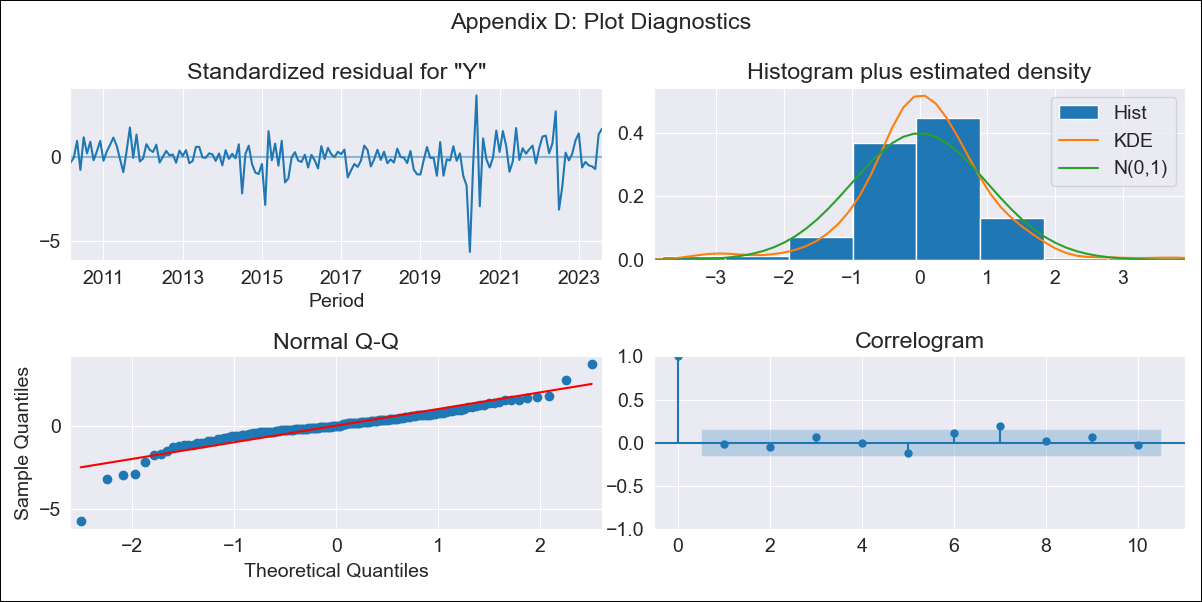 Appendix D: Plot Diagnostics
Standardized residual for "Y"
0
−5
2011 2013 2015 2017 2019 2021 2023
Period
Histogram plus estimated density
Hist
KDE
N(0,1)
0.4
0.2
0.0
−3 −2 −1 0 1 2 3
Normal Q-Q
Sample Quantiles
0
−5
−2 −1 0 1 2
Theoretical Quantiles
Correlogram
1.0
0.5
0.0
−0.5
−1.0
0 2 4 6 8 10